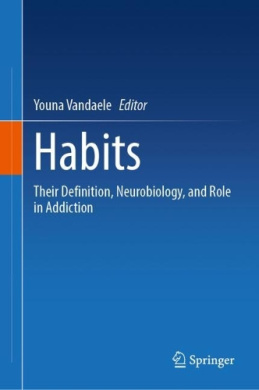 Youna Vandaele Editor
Habits
Their Definition, Neurobiology, and Role
in Addiction
Springer